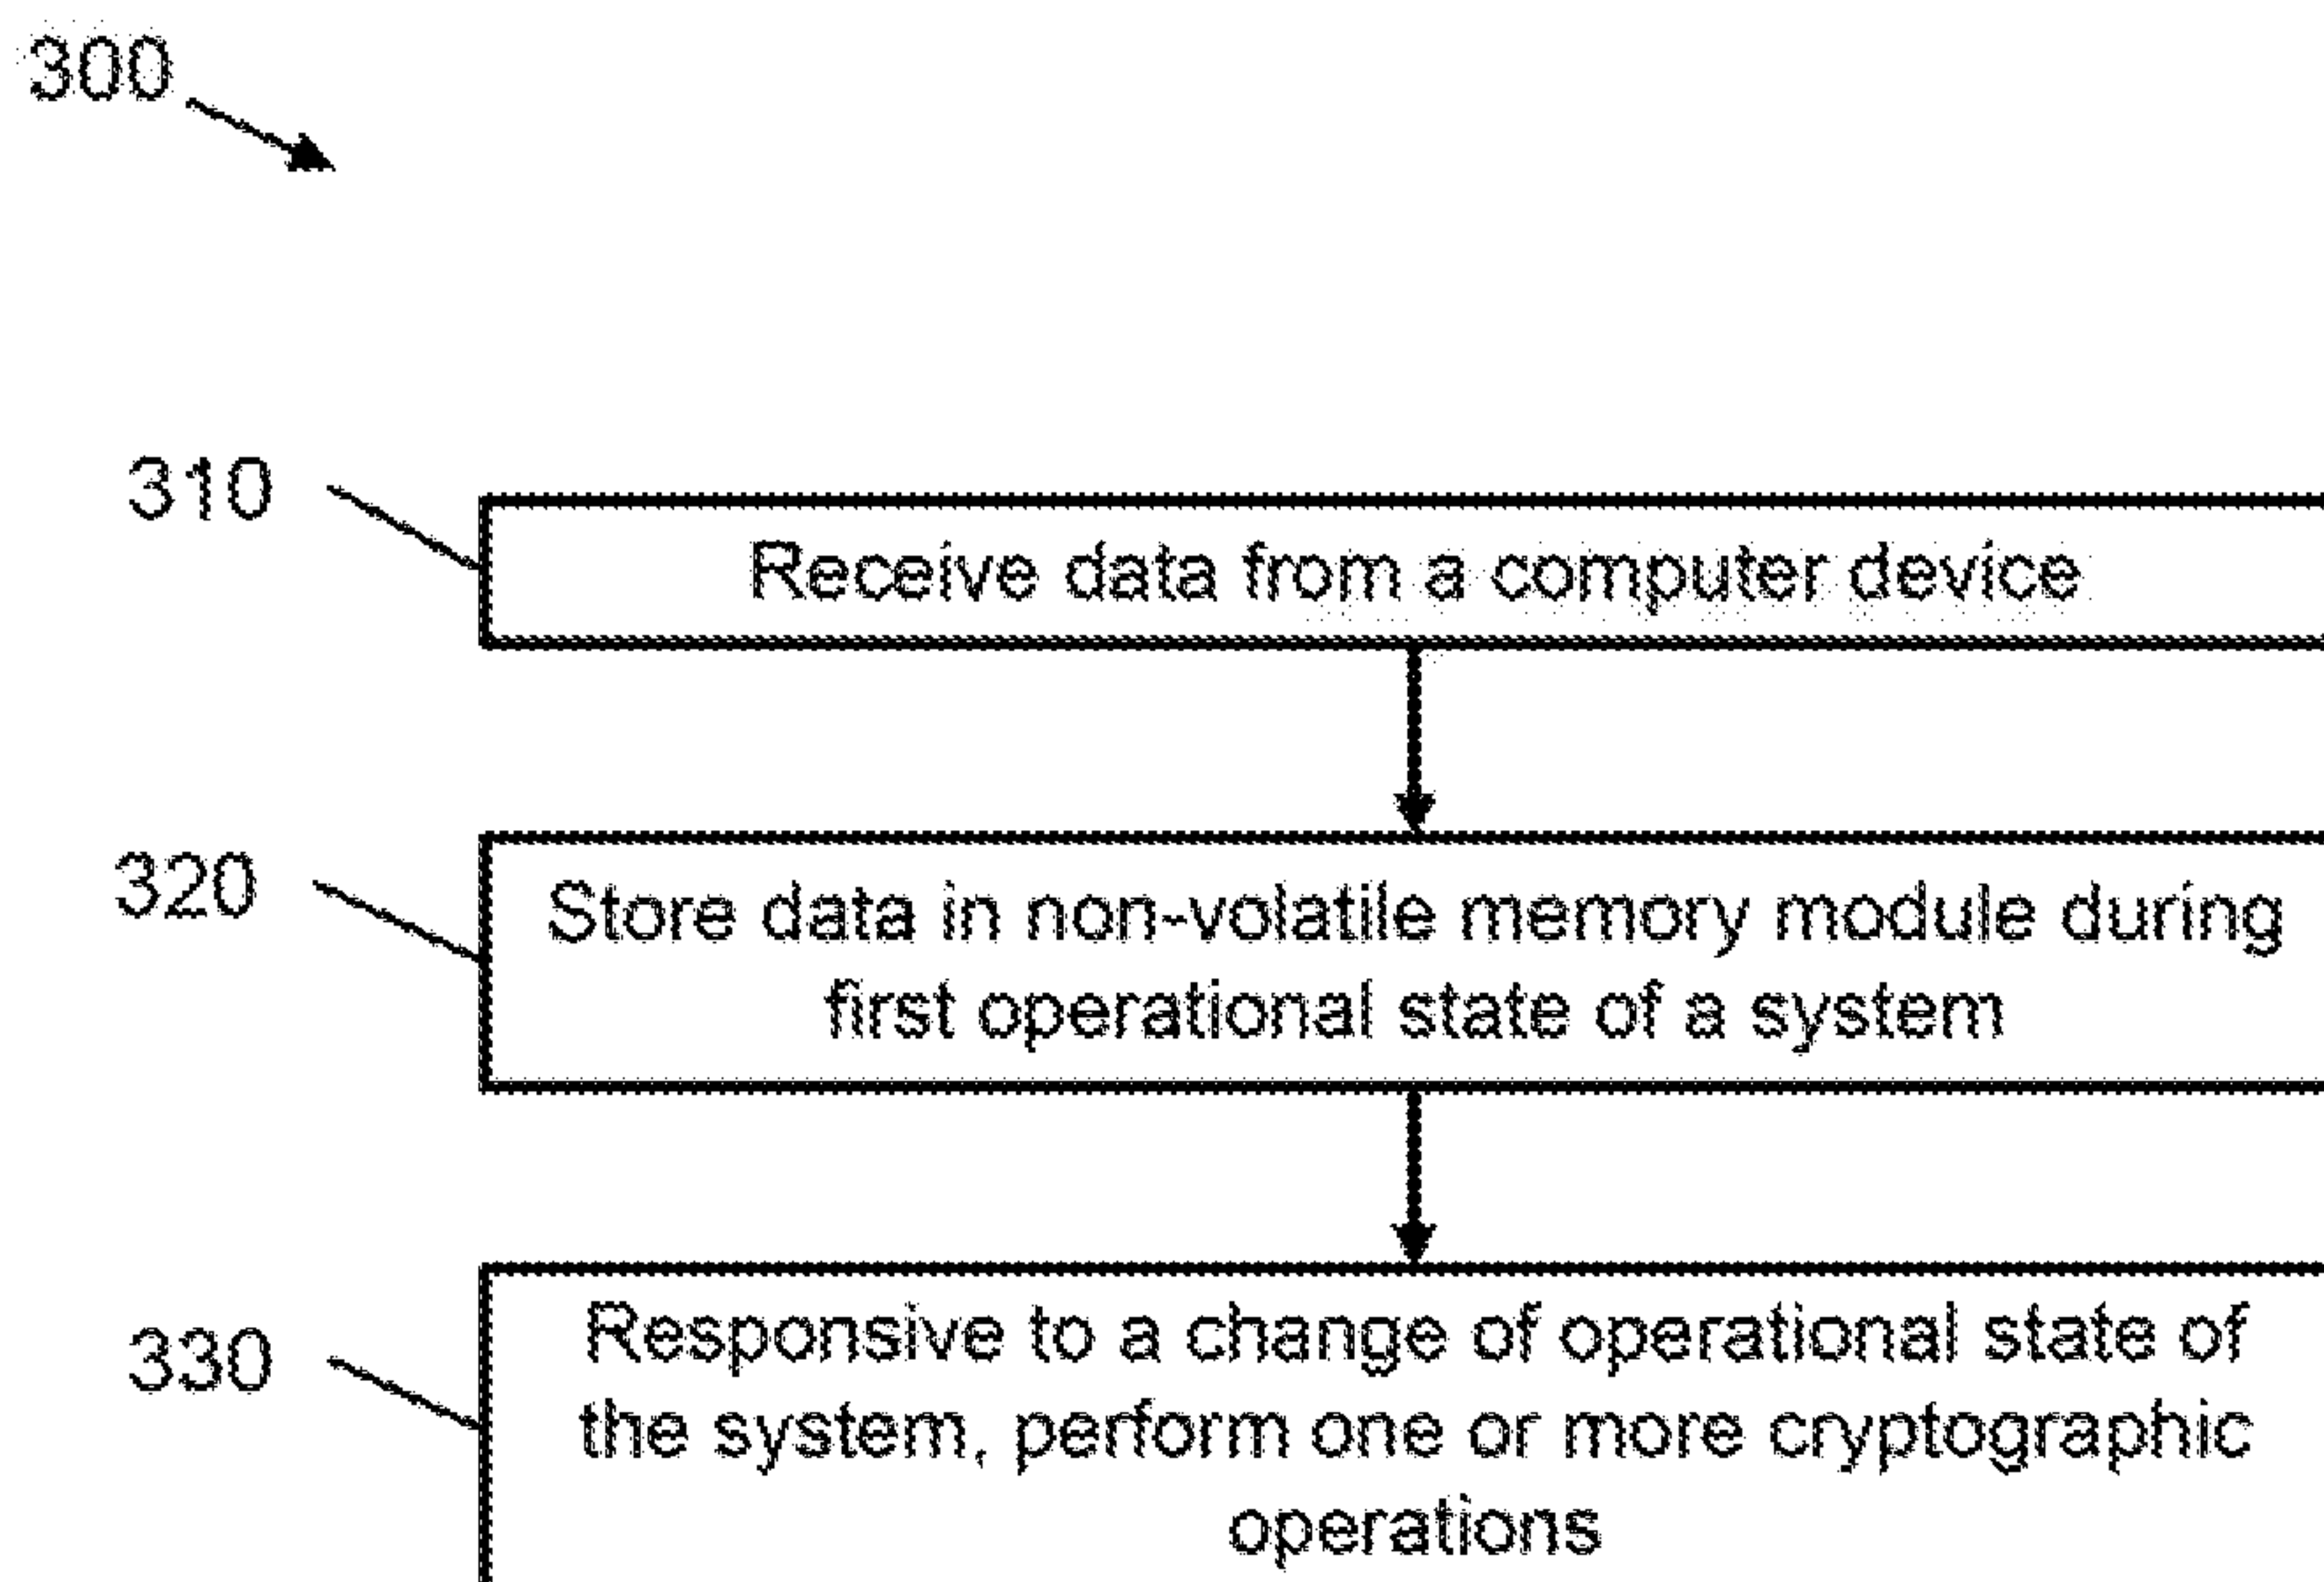 300
310
Receive data from a computer device
320
Store data in non-volatile memory module during
first operational state of a system
330
Responsive to a change of operational state of
the system, perform one or more cryptographic
operations